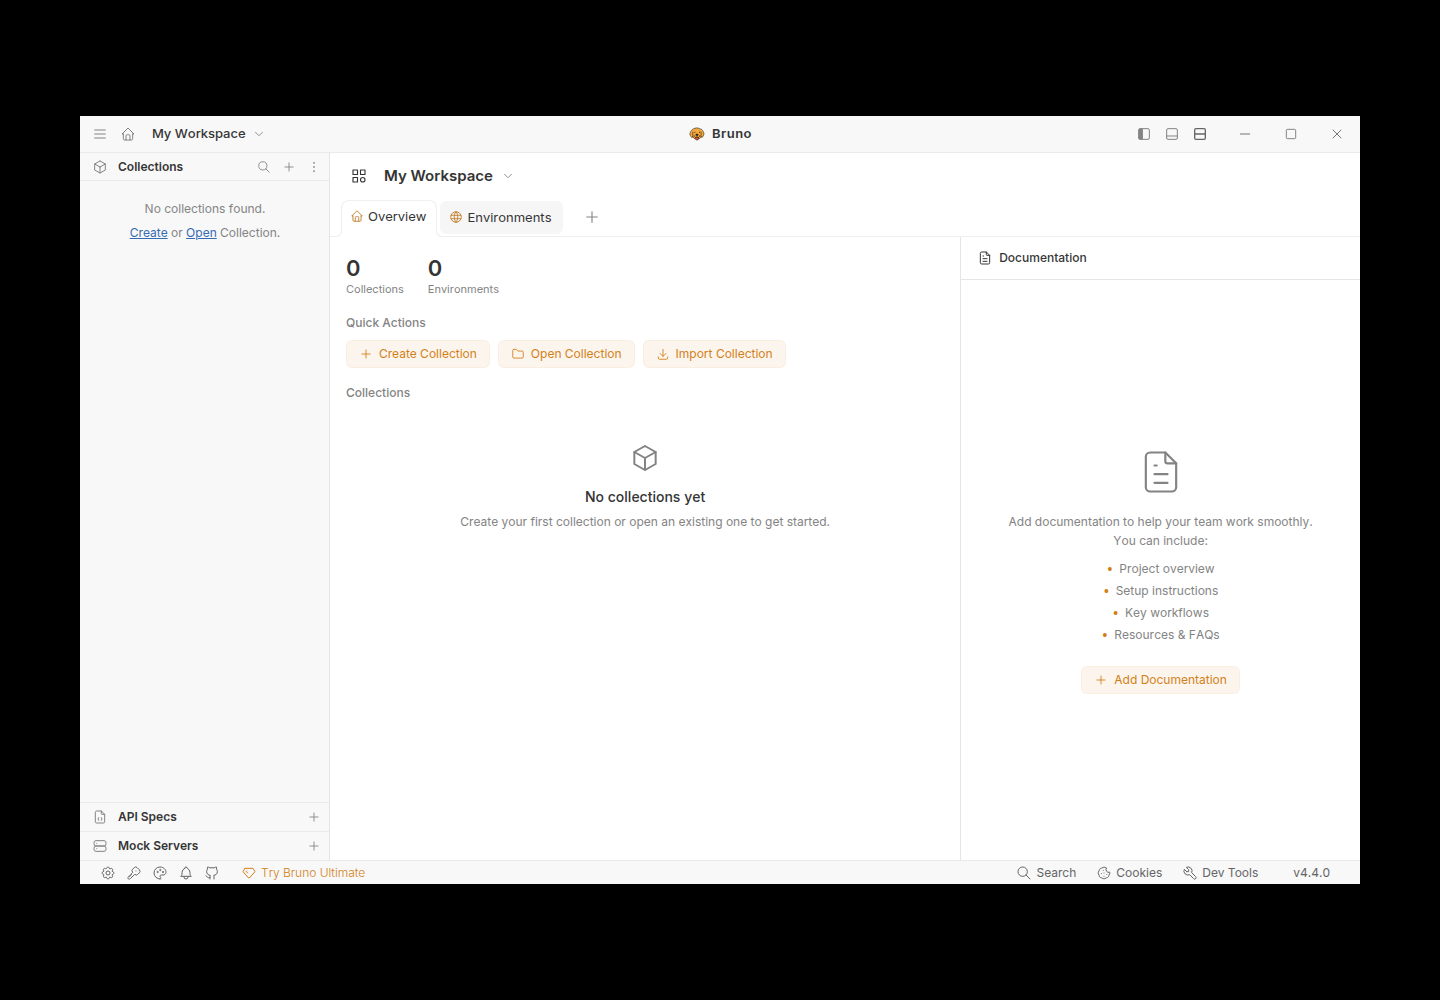 My Workspace
Bruno
Collections
No collections found.
Create or Open Collection.
API Specs
Mock Servers
My Workspace
Overview
Environments
0
Collections
0
Environments
Quick Actions
Create Collection
Open Collection
Import Collection
Collections
No collections yet
Create your first collection or open an existing one to get started.
Documentation
Add documentation to help your team work smoothly.
You can include:
• Project overview
• Setup instructions
• Key workflows
• Resources & FAQs
Add Documentation
Try Bruno Ultimate
Search
Cookies
Dev Tools
v4.4.0